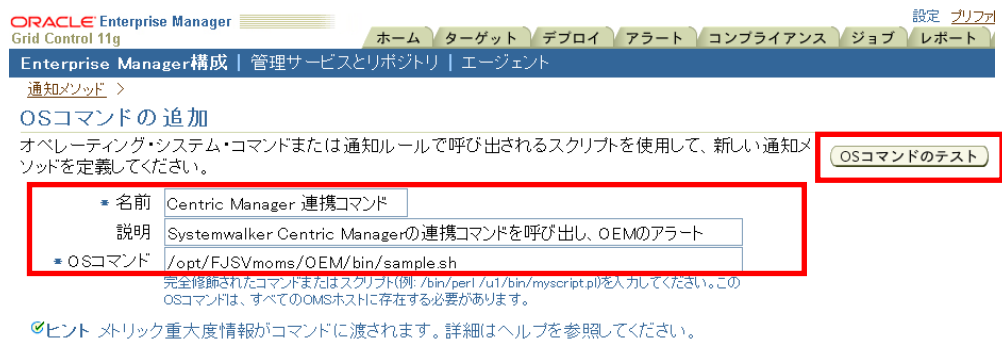 ORACLE Enterprise Manager
Grid Control 11g
設定 プリファ
ホーム ターゲット デプロイ アラート コンプライアンス ジョブ レポート
Enterprise Manager構成 | 管理サービスとリポジトリ | エージェント
通知メソッド >
OSコマンドの追加
オペレーティング・システム・コマンドまたは通知ルールで呼び出されるスクリプトを使用して、新しい通知メ
ソッドを定義してください。
OSコマンドのテスト
* 名前 Centric Manager 連携コマンド
説明 Systemwalker Centric Managerの連携コマンドを呼び出し、OEMのアラート
* OSコマンド /opt/FJSVmoms/OEM/bin/sample.sh
完全修飾されたコマンドまたはスクリプト(例: /bin/perl /u1/bin/myscript.pl)を入力してください。この
OSコマンドは、すべてのOMSホストに存在する必要があります。
ヒント メトリック重大度情報がコマンドに渡されます。詳細はヘルプを参照してください。